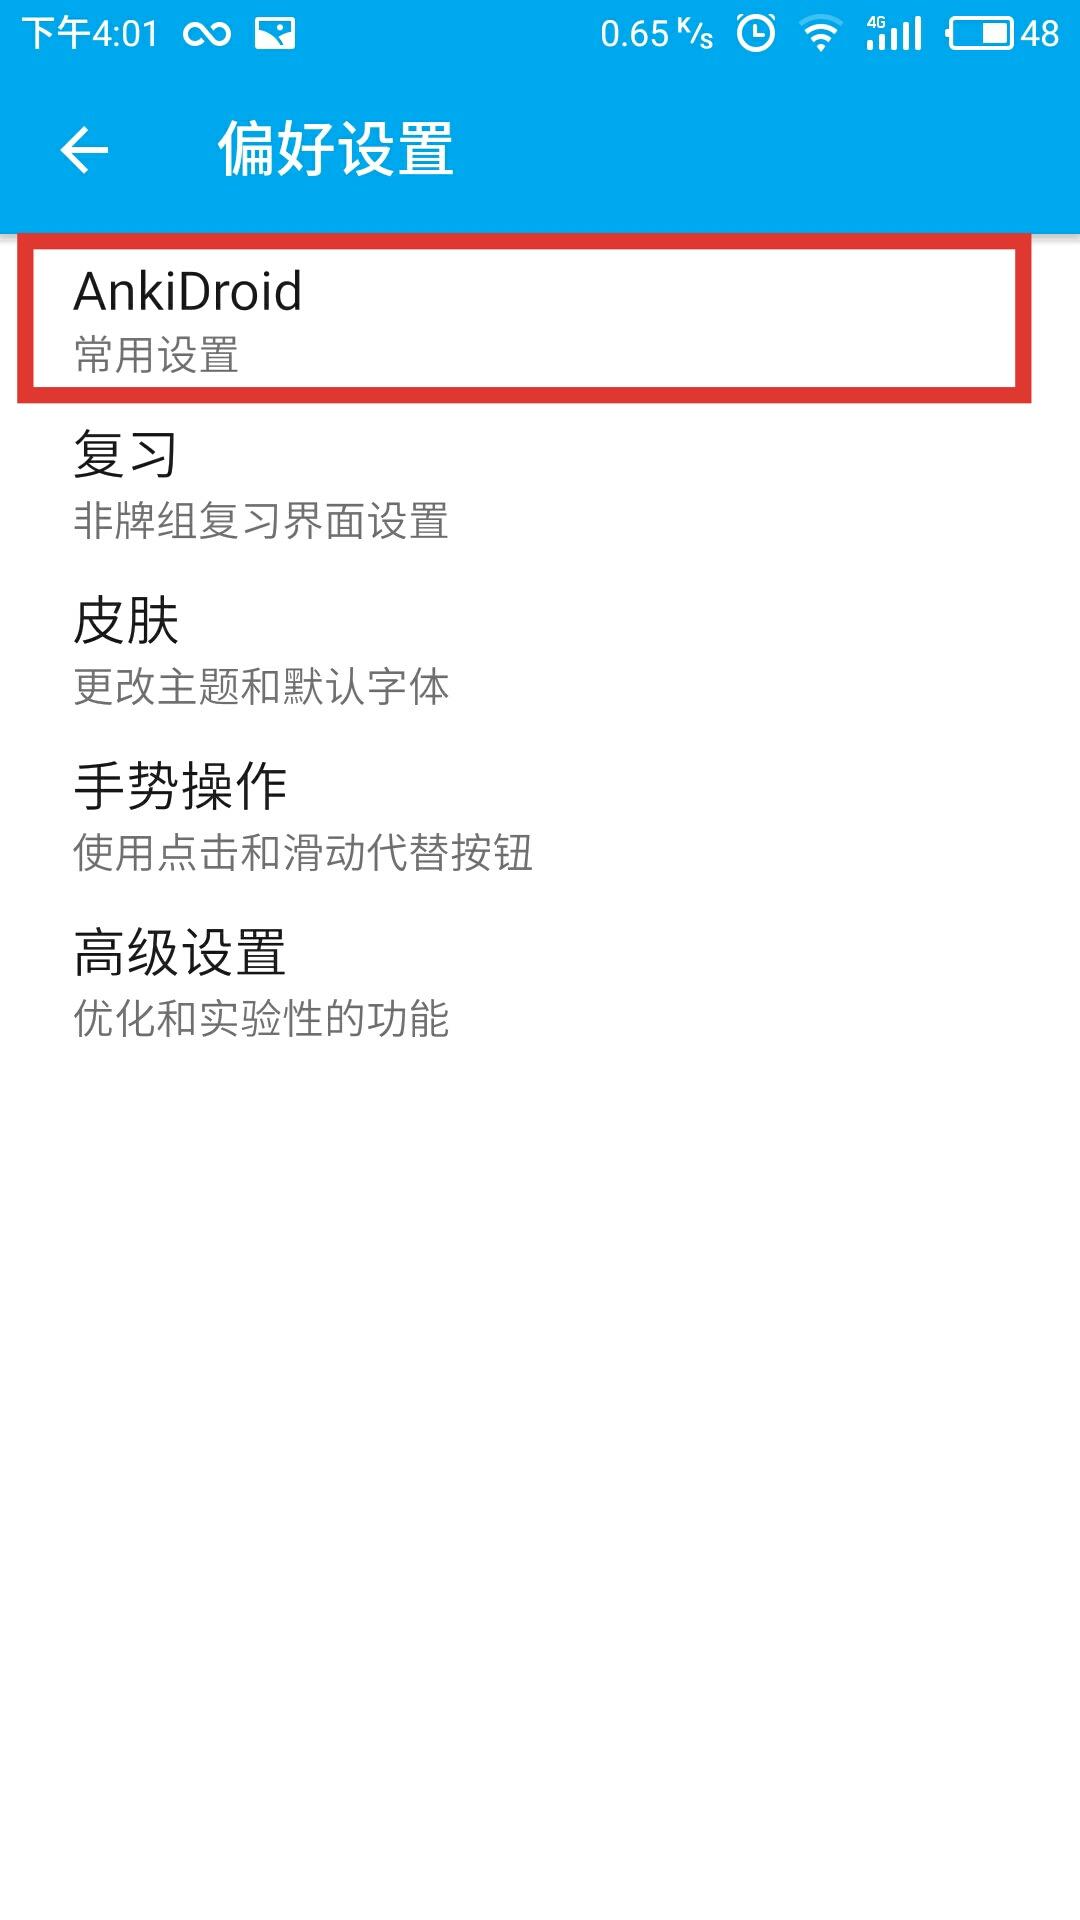 下午4:01 0.65 K/s 4G 48
偏好设置
AnkiDroid
常用设置
复习
非牌组复习界面设置
皮肤
更改主题和默认字体
手势操作
使用点击和滑动代替按钮
高级设置
优化和实验性的功能